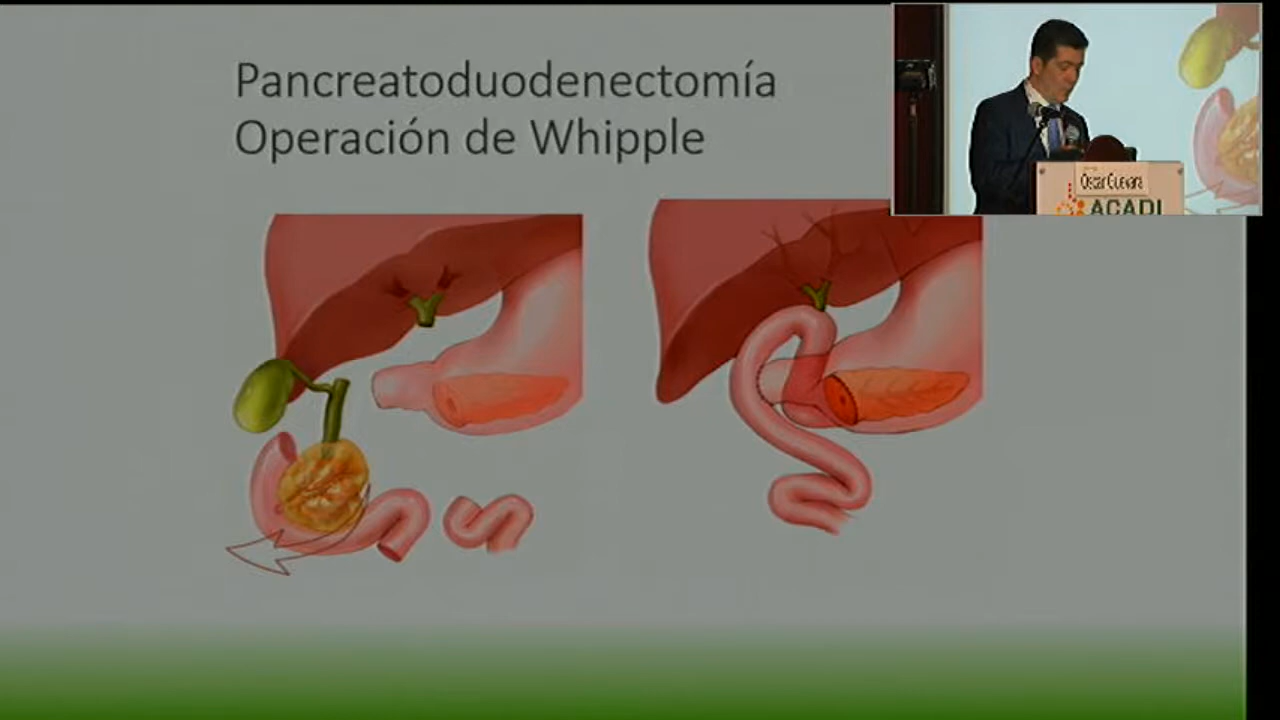 Pancreatoduodenectomía
Operación de Whipple
Oscar Guevara
ACADI